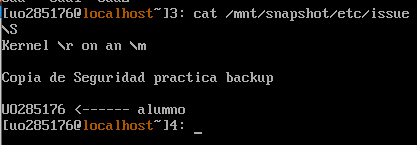 [uo285176@localhost ~]3: cat /mnt/snapshot/etc/issue
\S
Kernel \r on an \m
Copia de Seguridad practica backup
UO285176 <------ alumno
[uo285176@localhost ~]4: _